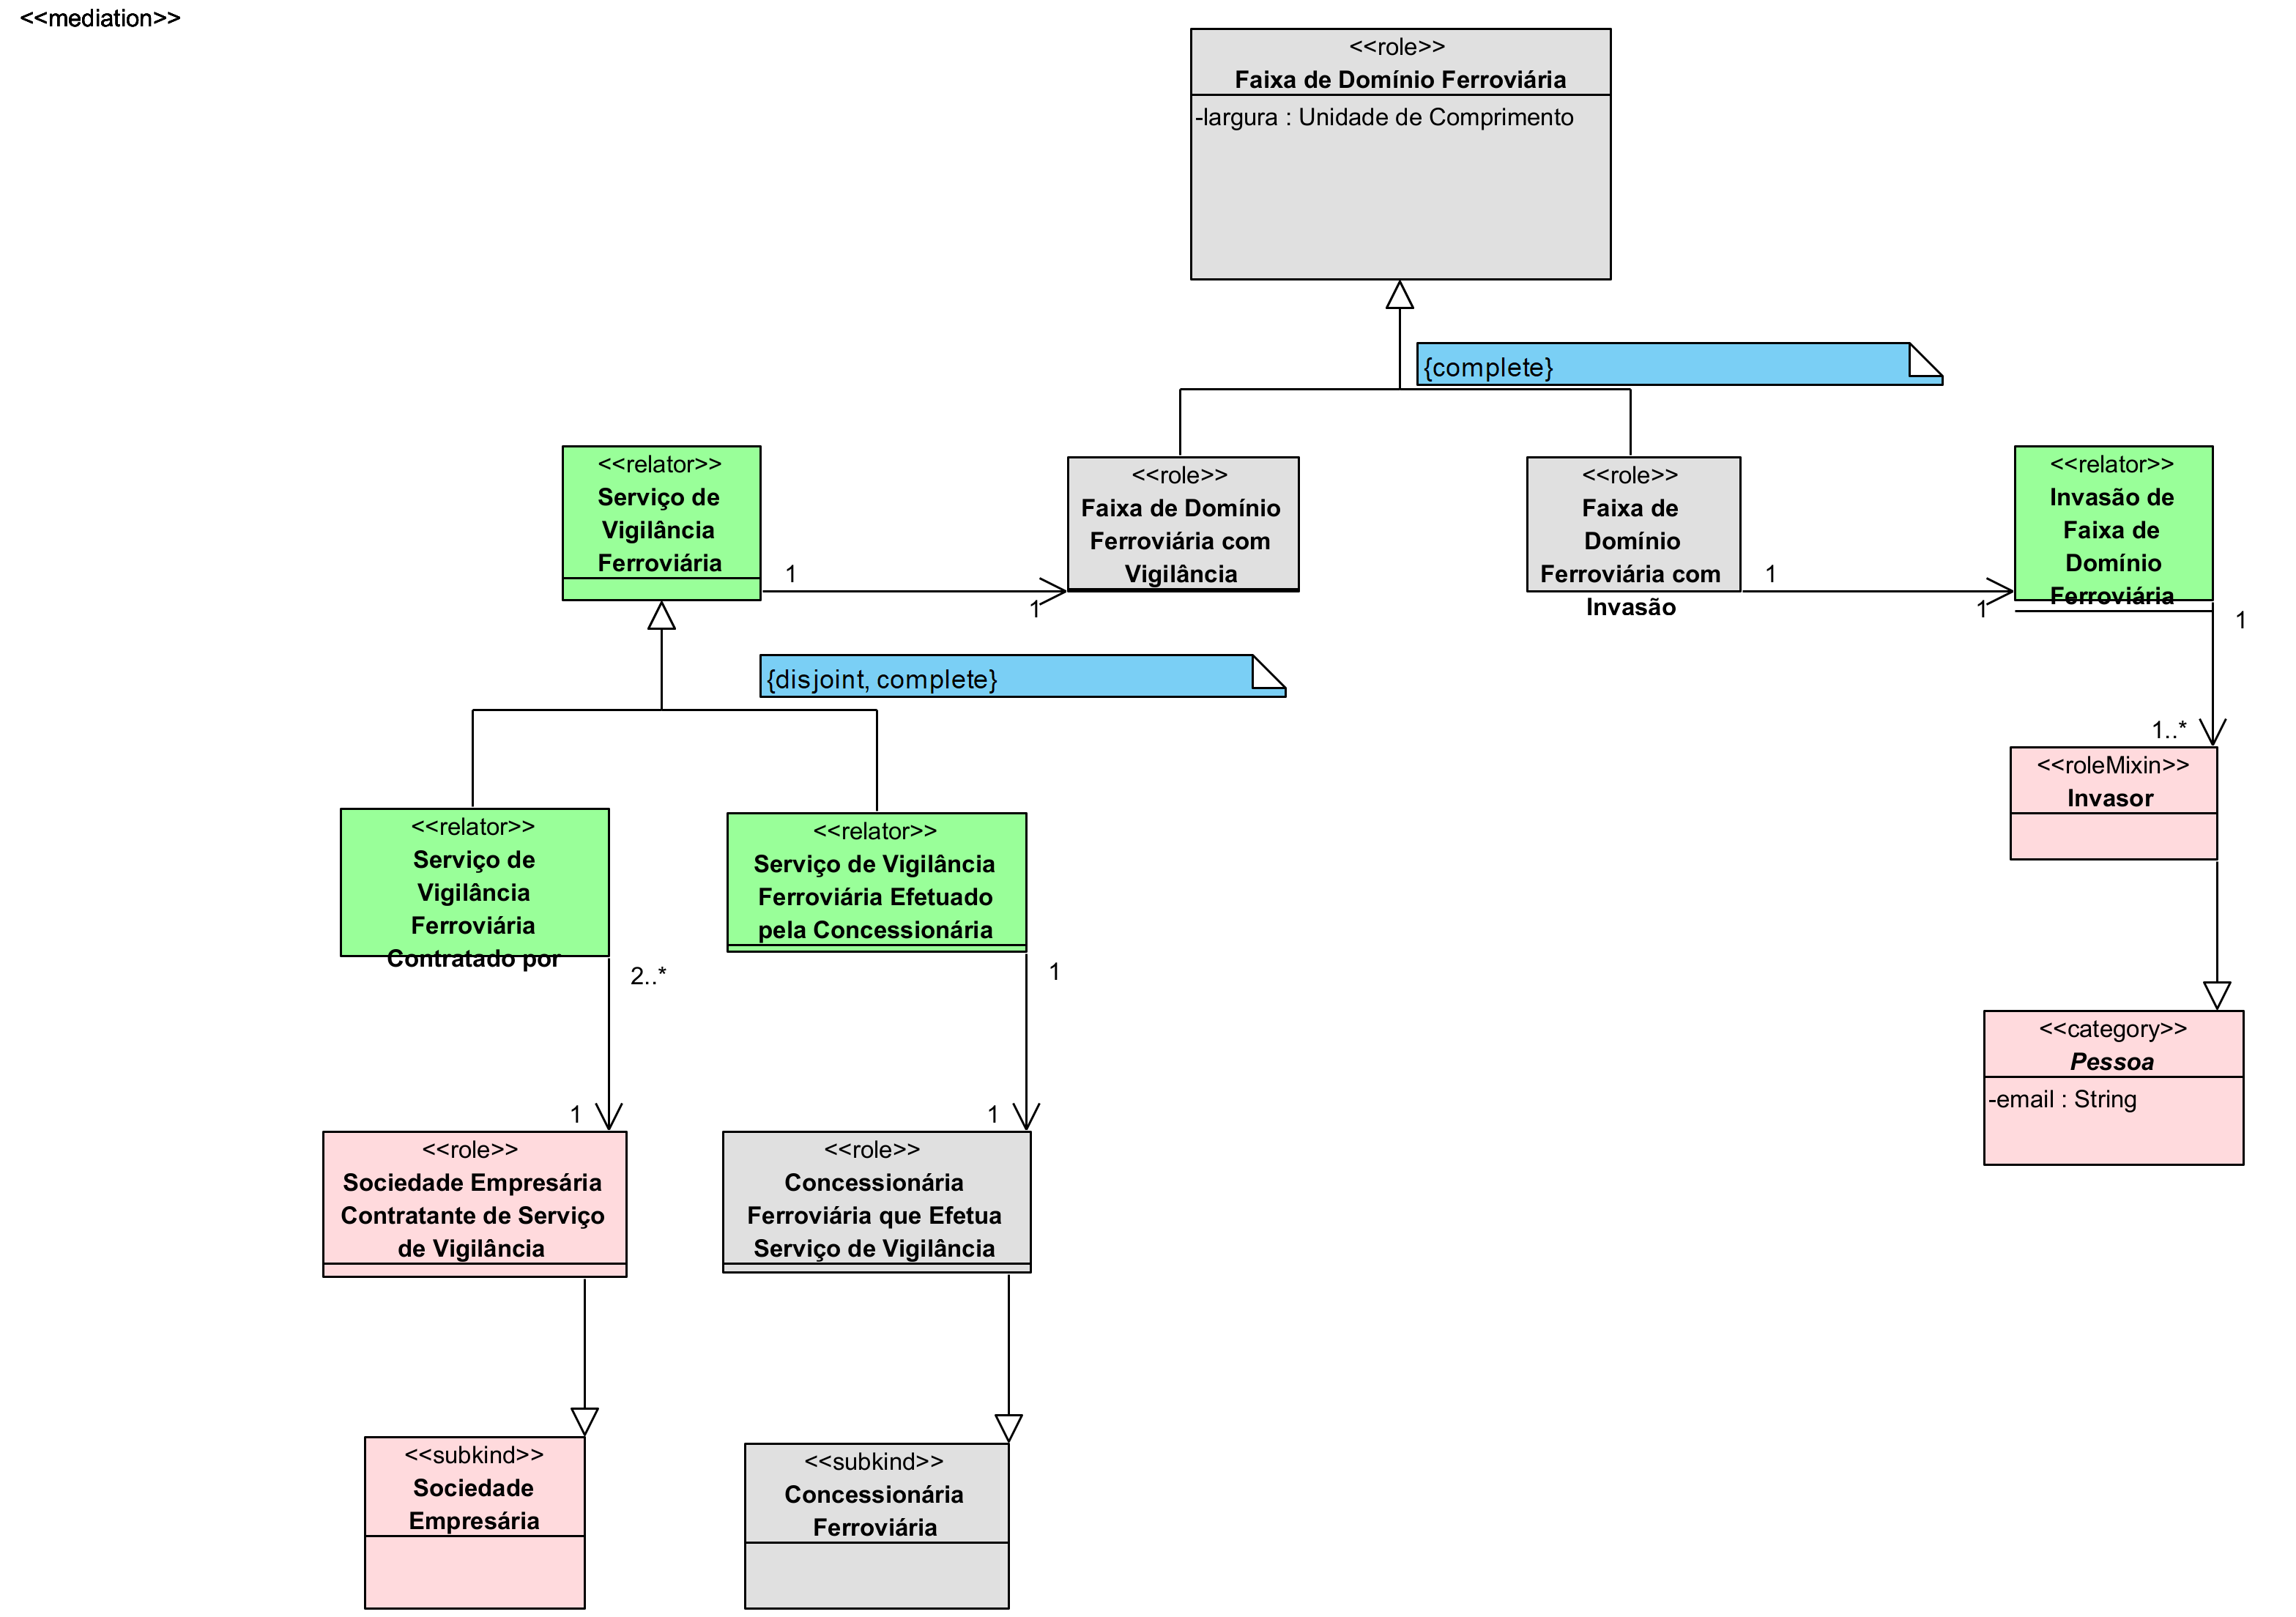 <<mediation>>
<<role>>
Faixa de Domínio Ferroviária
-largura : Unidade de Comprimento
{complete}
<<relator>>
Serviço de
Vigilância
Ferroviária
<<role>>
Faixa de Domínio
Ferroviária com
Vigilância
<<role>>
Faixa de
Domínio
Ferroviária com
Invasão
<<relator>>
Invasão de
Faixa de
Domínio
Ferroviária
1
1
1
1
1
{disjoint, complete}
1..*
<<roleMixin>>
Invasor
<<relator>>
Serviço de
Vigilância
Ferroviária
Contratado por
<<relator>>
Serviço de Vigilância
Ferroviária Efetuado
pela Concessionária
2..*
1
<<category>>
Pessoa
-email : String
1
1
<<role>>
Sociedade Empresária
Contratante de Serviço
de Vigilância
<<role>>
Concessionária
Ferroviária que Efetua
Serviço de Vigilância
<<subkind>>
Sociedade
Empresária
<<subkind>>
Concessionária
Ferroviária